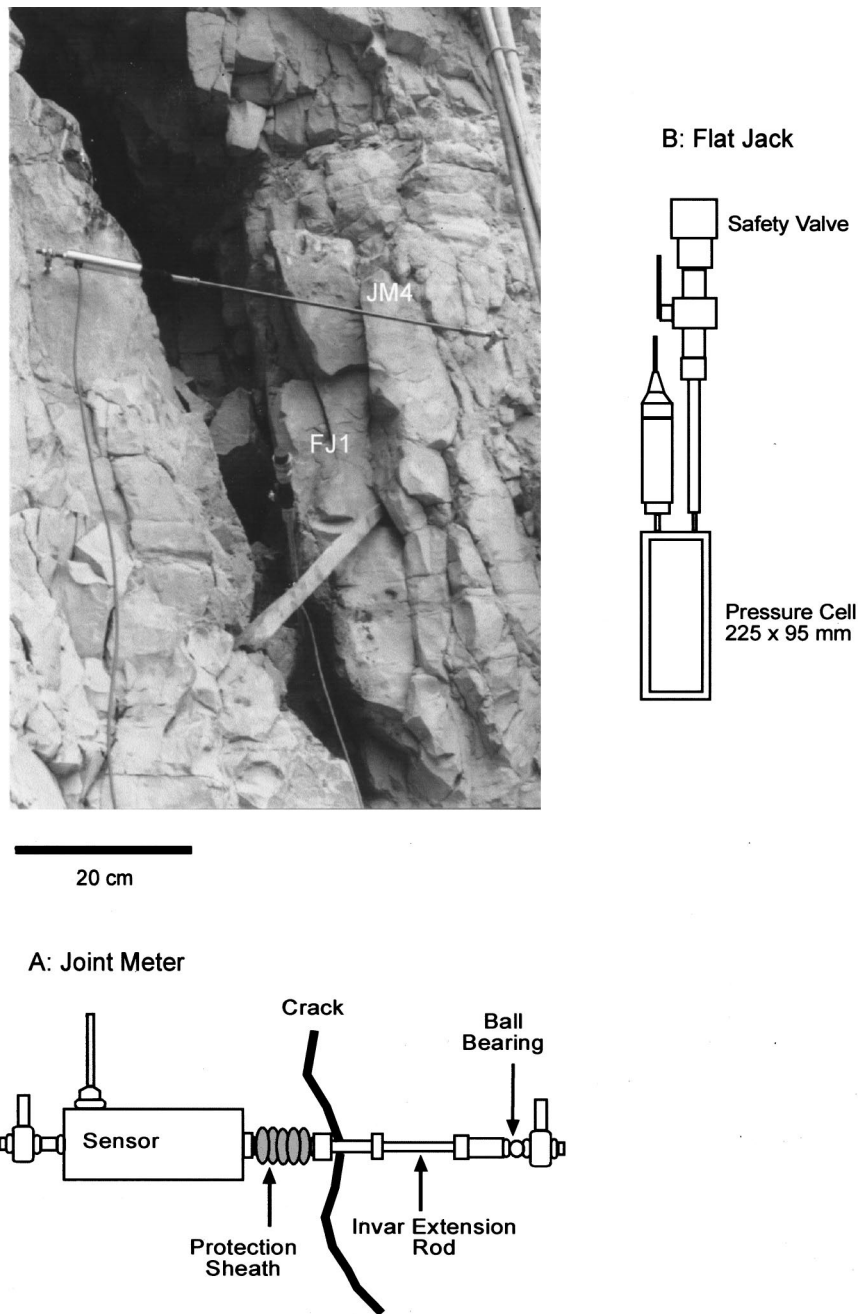 JM4
FJ1
B: Flat Jack
Safety Valve
Pressure Cell
225 x 95 mm
20 cm
A: Joint Meter
Crack
Ball
Bearing
Sensor
Invar Extension
Rod
Protection
Sheath